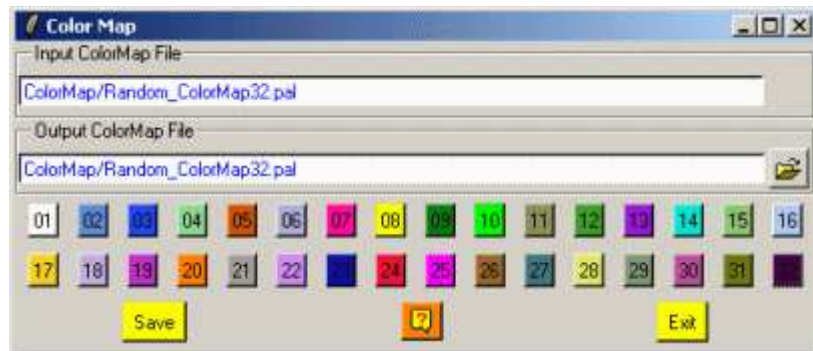 Color Map
Input ColorMap File
ColorMap/Random_ColorMap32.pal
Output ColorMap File
ColorMap/Random_ColorMap32.pal
01 02 03 04 05 06 07 08 09 10 11 12 13 14 15 16
17 18 19 20 21 22 23 24 25 26 27 28 29 30 31 32
Save ? Exit